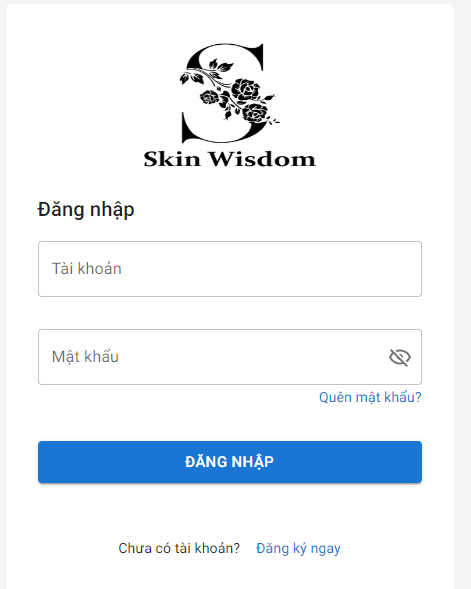 S
Skin Wisdom
Đăng nhập
Tài khoản
Mật khẩu
Quên mật khẩu?
ĐĂNG NHẬP
Chưa có tài khoản? Đăng ký ngay